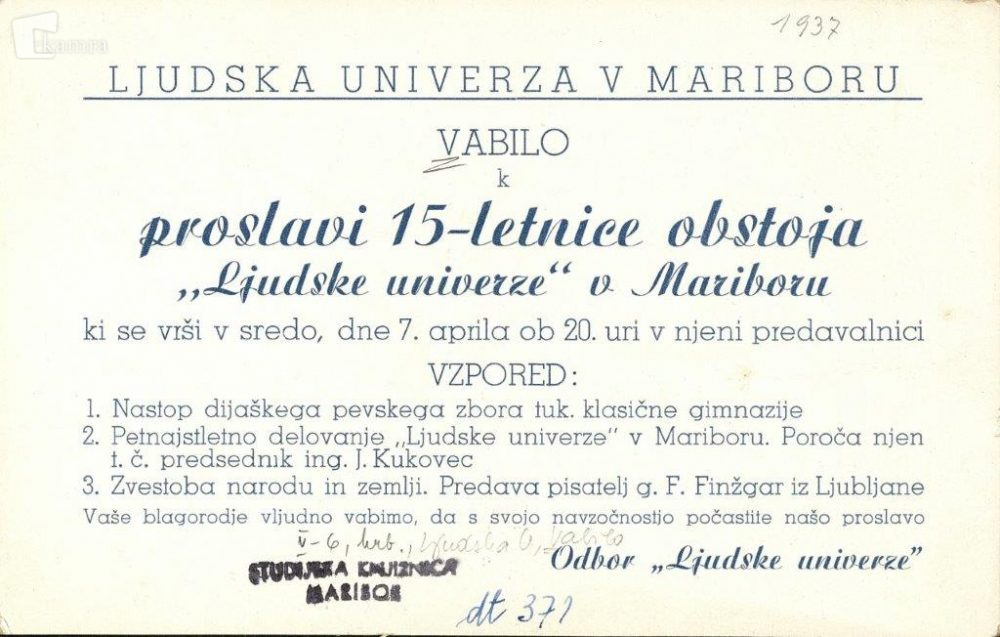 kamra
1937
LJUDSKA UNIVERZA V MARIBORU
VABILO
k
proslavi 15-letnice obstoja
„Ljudske univerze“ v Mariboru
ki se vrši v sredo, dne 7. aprila ob 20. uri v njeni predavalnici
VZPORED:
1. Nastop dijaškega pevskega zbora tuk. klasične gimnazije
2. Petnajstletno delovanje „Ljudske univerze“ v Mariboru. Poroča njen
t. č. predsednik ing. J. Kukovec
3. Zvestoba narodu in zemlji. Predava pisatelj g. F. Finžgar iz Ljubljane
Vaše blagorodje vljudno vabimo, da s svojo navzočnostjo počastite našo proslavo
V-6, Ljudska U, Vabilo
Odbor „Ljudske univerze”
STUDIJSKA KNJIŽNICA
MARIBOR
dt 371